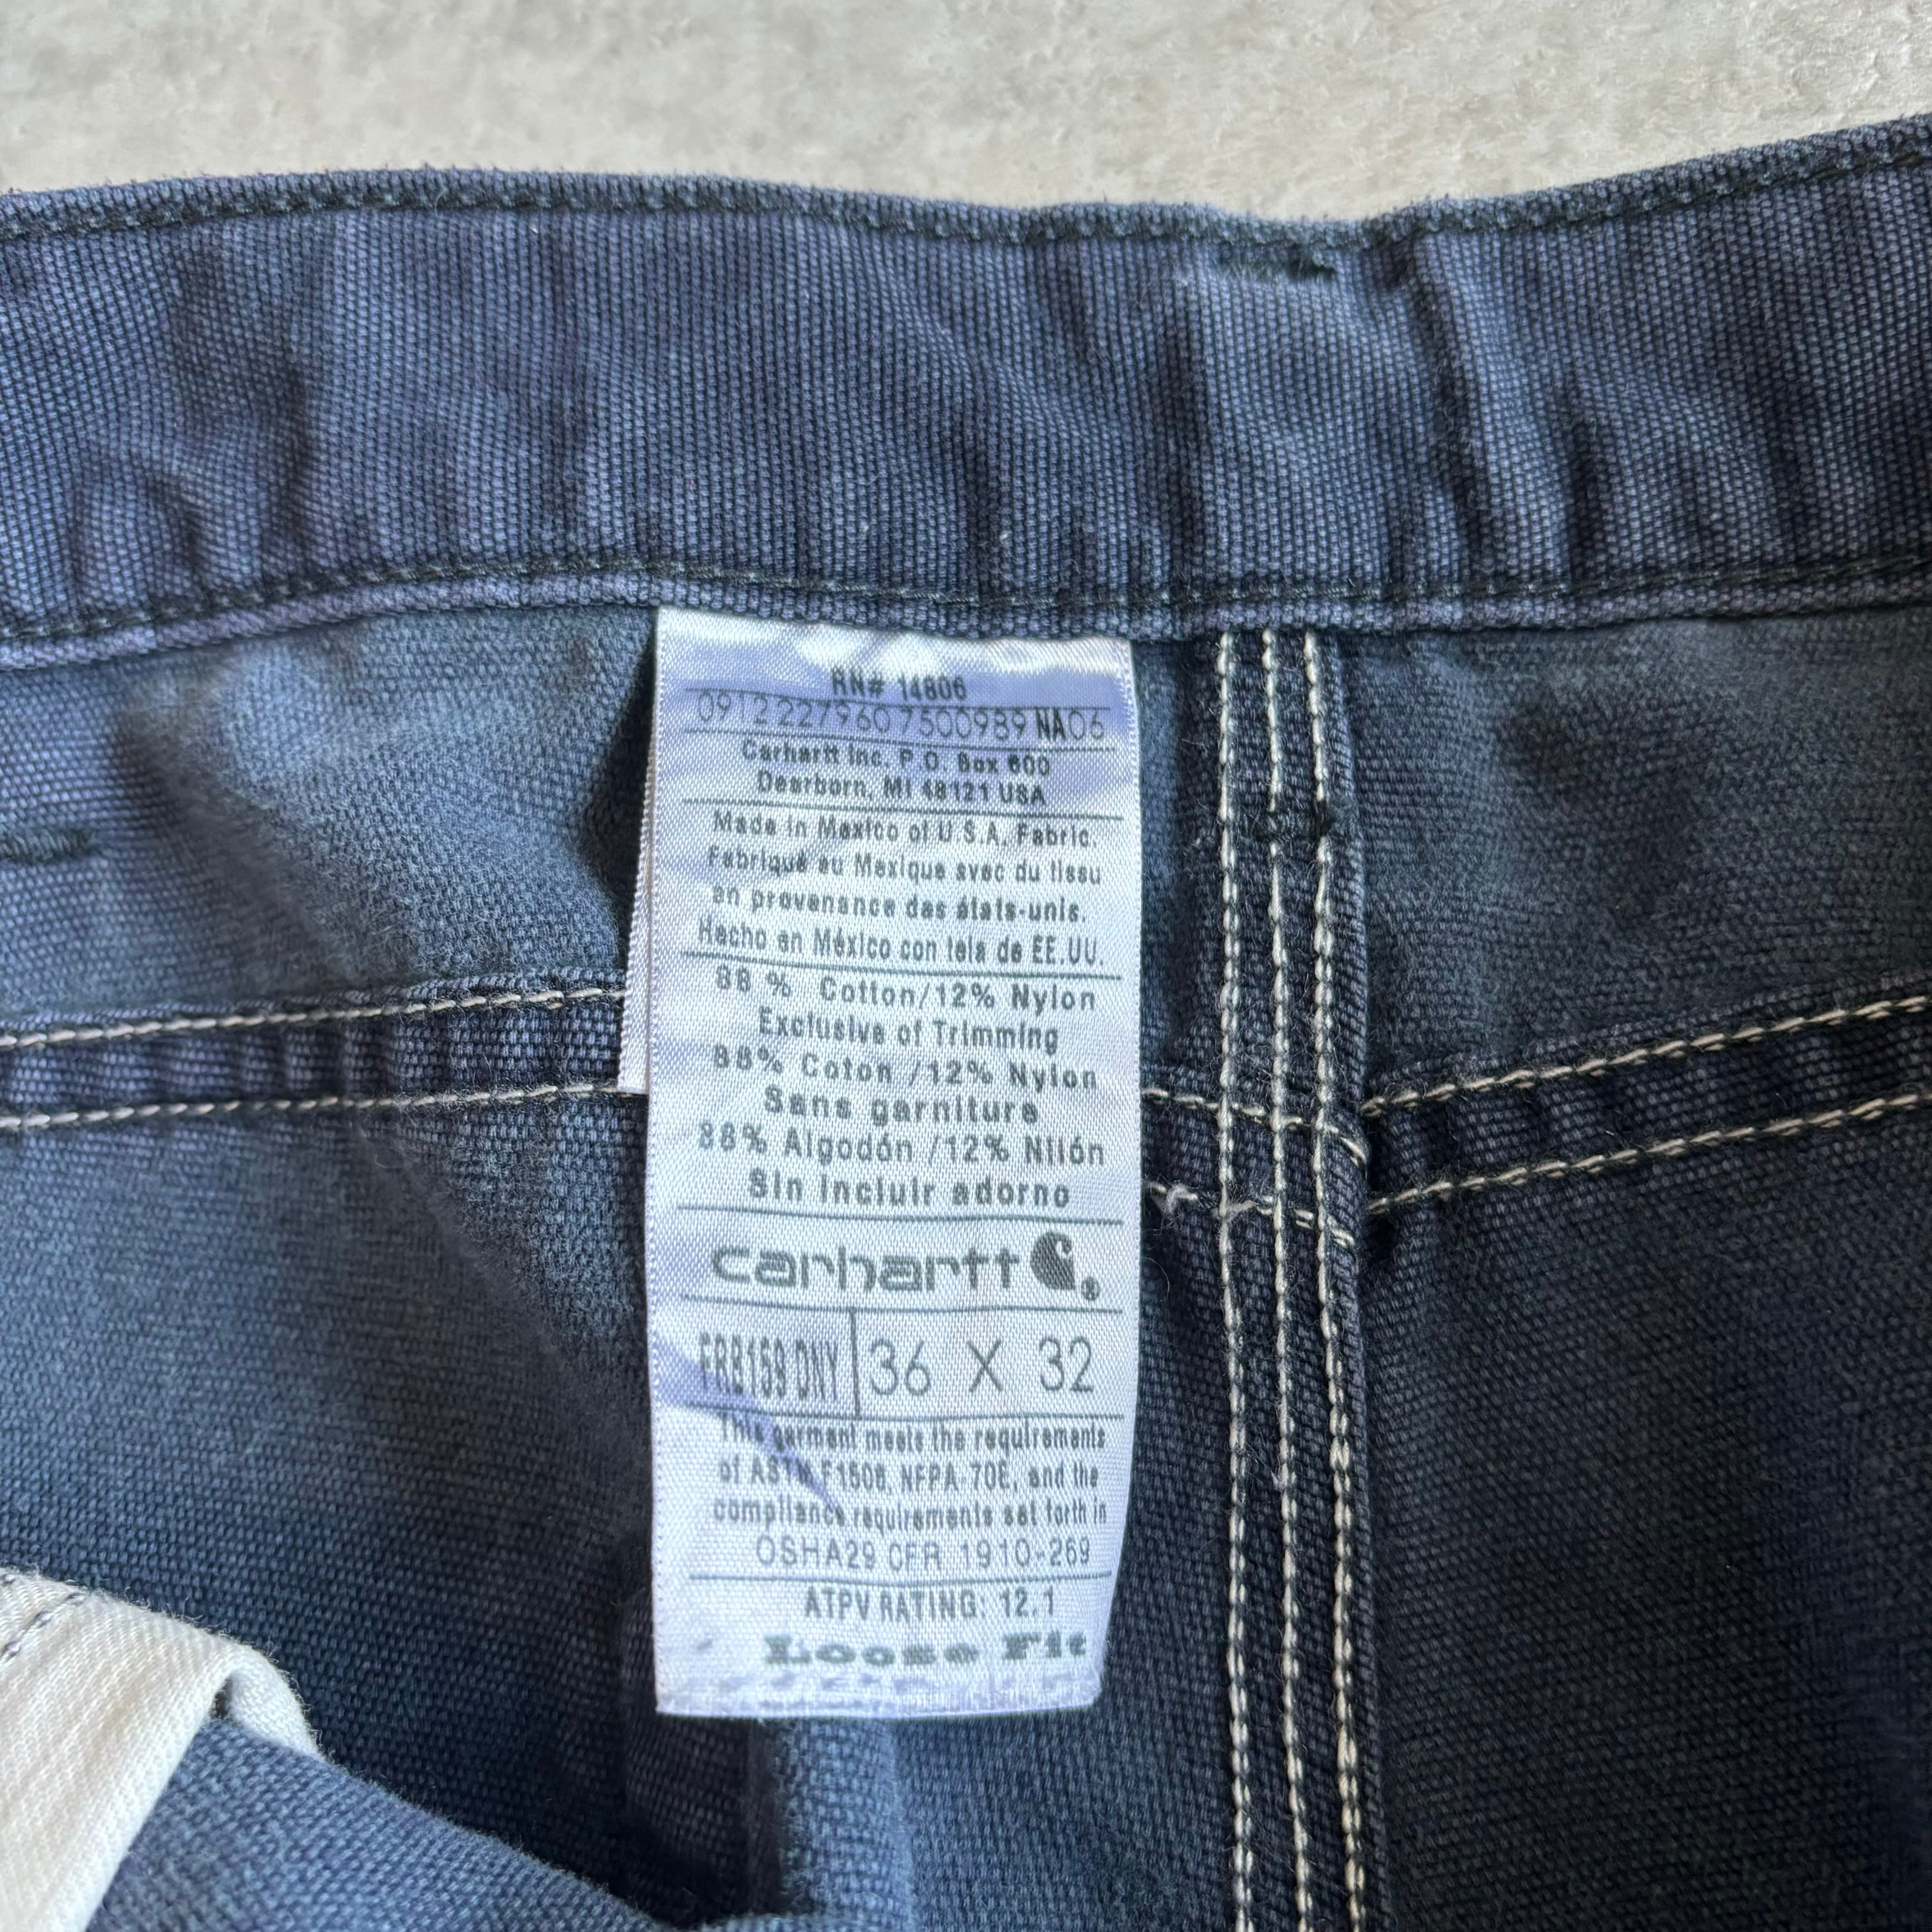 RN# 14806
09122279607500989 NA06
Carhartt Inc. P.O. Box 600
Dearborn, MI 48121 USA
Made in Mexico of U.S.A. Fabric.
Fabriqué au Mexique avec du tissu
en provenance des états-unis.
Hecho en México con tela de EE.UU.
88 % Cotton/12% Nylon
Exclusive of Trimming
88% Coton /12% Nylon
Sans garniture
88% Algodón /12% Nilón
Sin incluir adorno
carhartt ®
FRB159 DNY 36 X 32
This garment meets the requirements
of ASTM F1506, NFPA 70E, and the
compliance requirements set forth in
OSHA29 CFR 1910-269
ATPV RATING: 12.1
Loose Fit